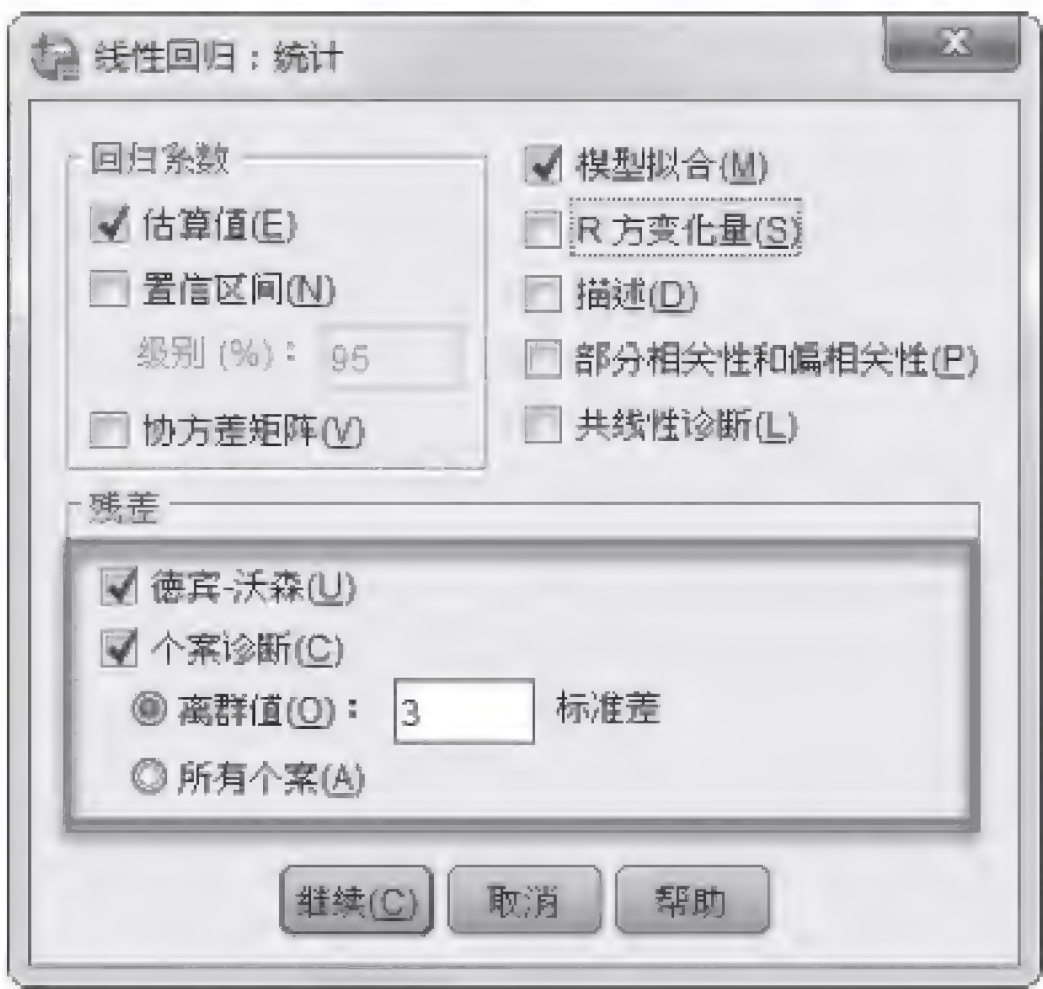 线性回归：统计
回归系数
估算值(E)
置信区间(N)
级别 (%)： 95
协方差矩阵(V)
模型拟合(M)
R 方变化量(S)
描述(D)
部分相关性和偏相关性(P)
共线性诊断(L)
残差
德宾-沃森(U)
个案诊断(C)
离群值(O)： 3 标准差
所有个案(A)
继续(C) 取消 帮助